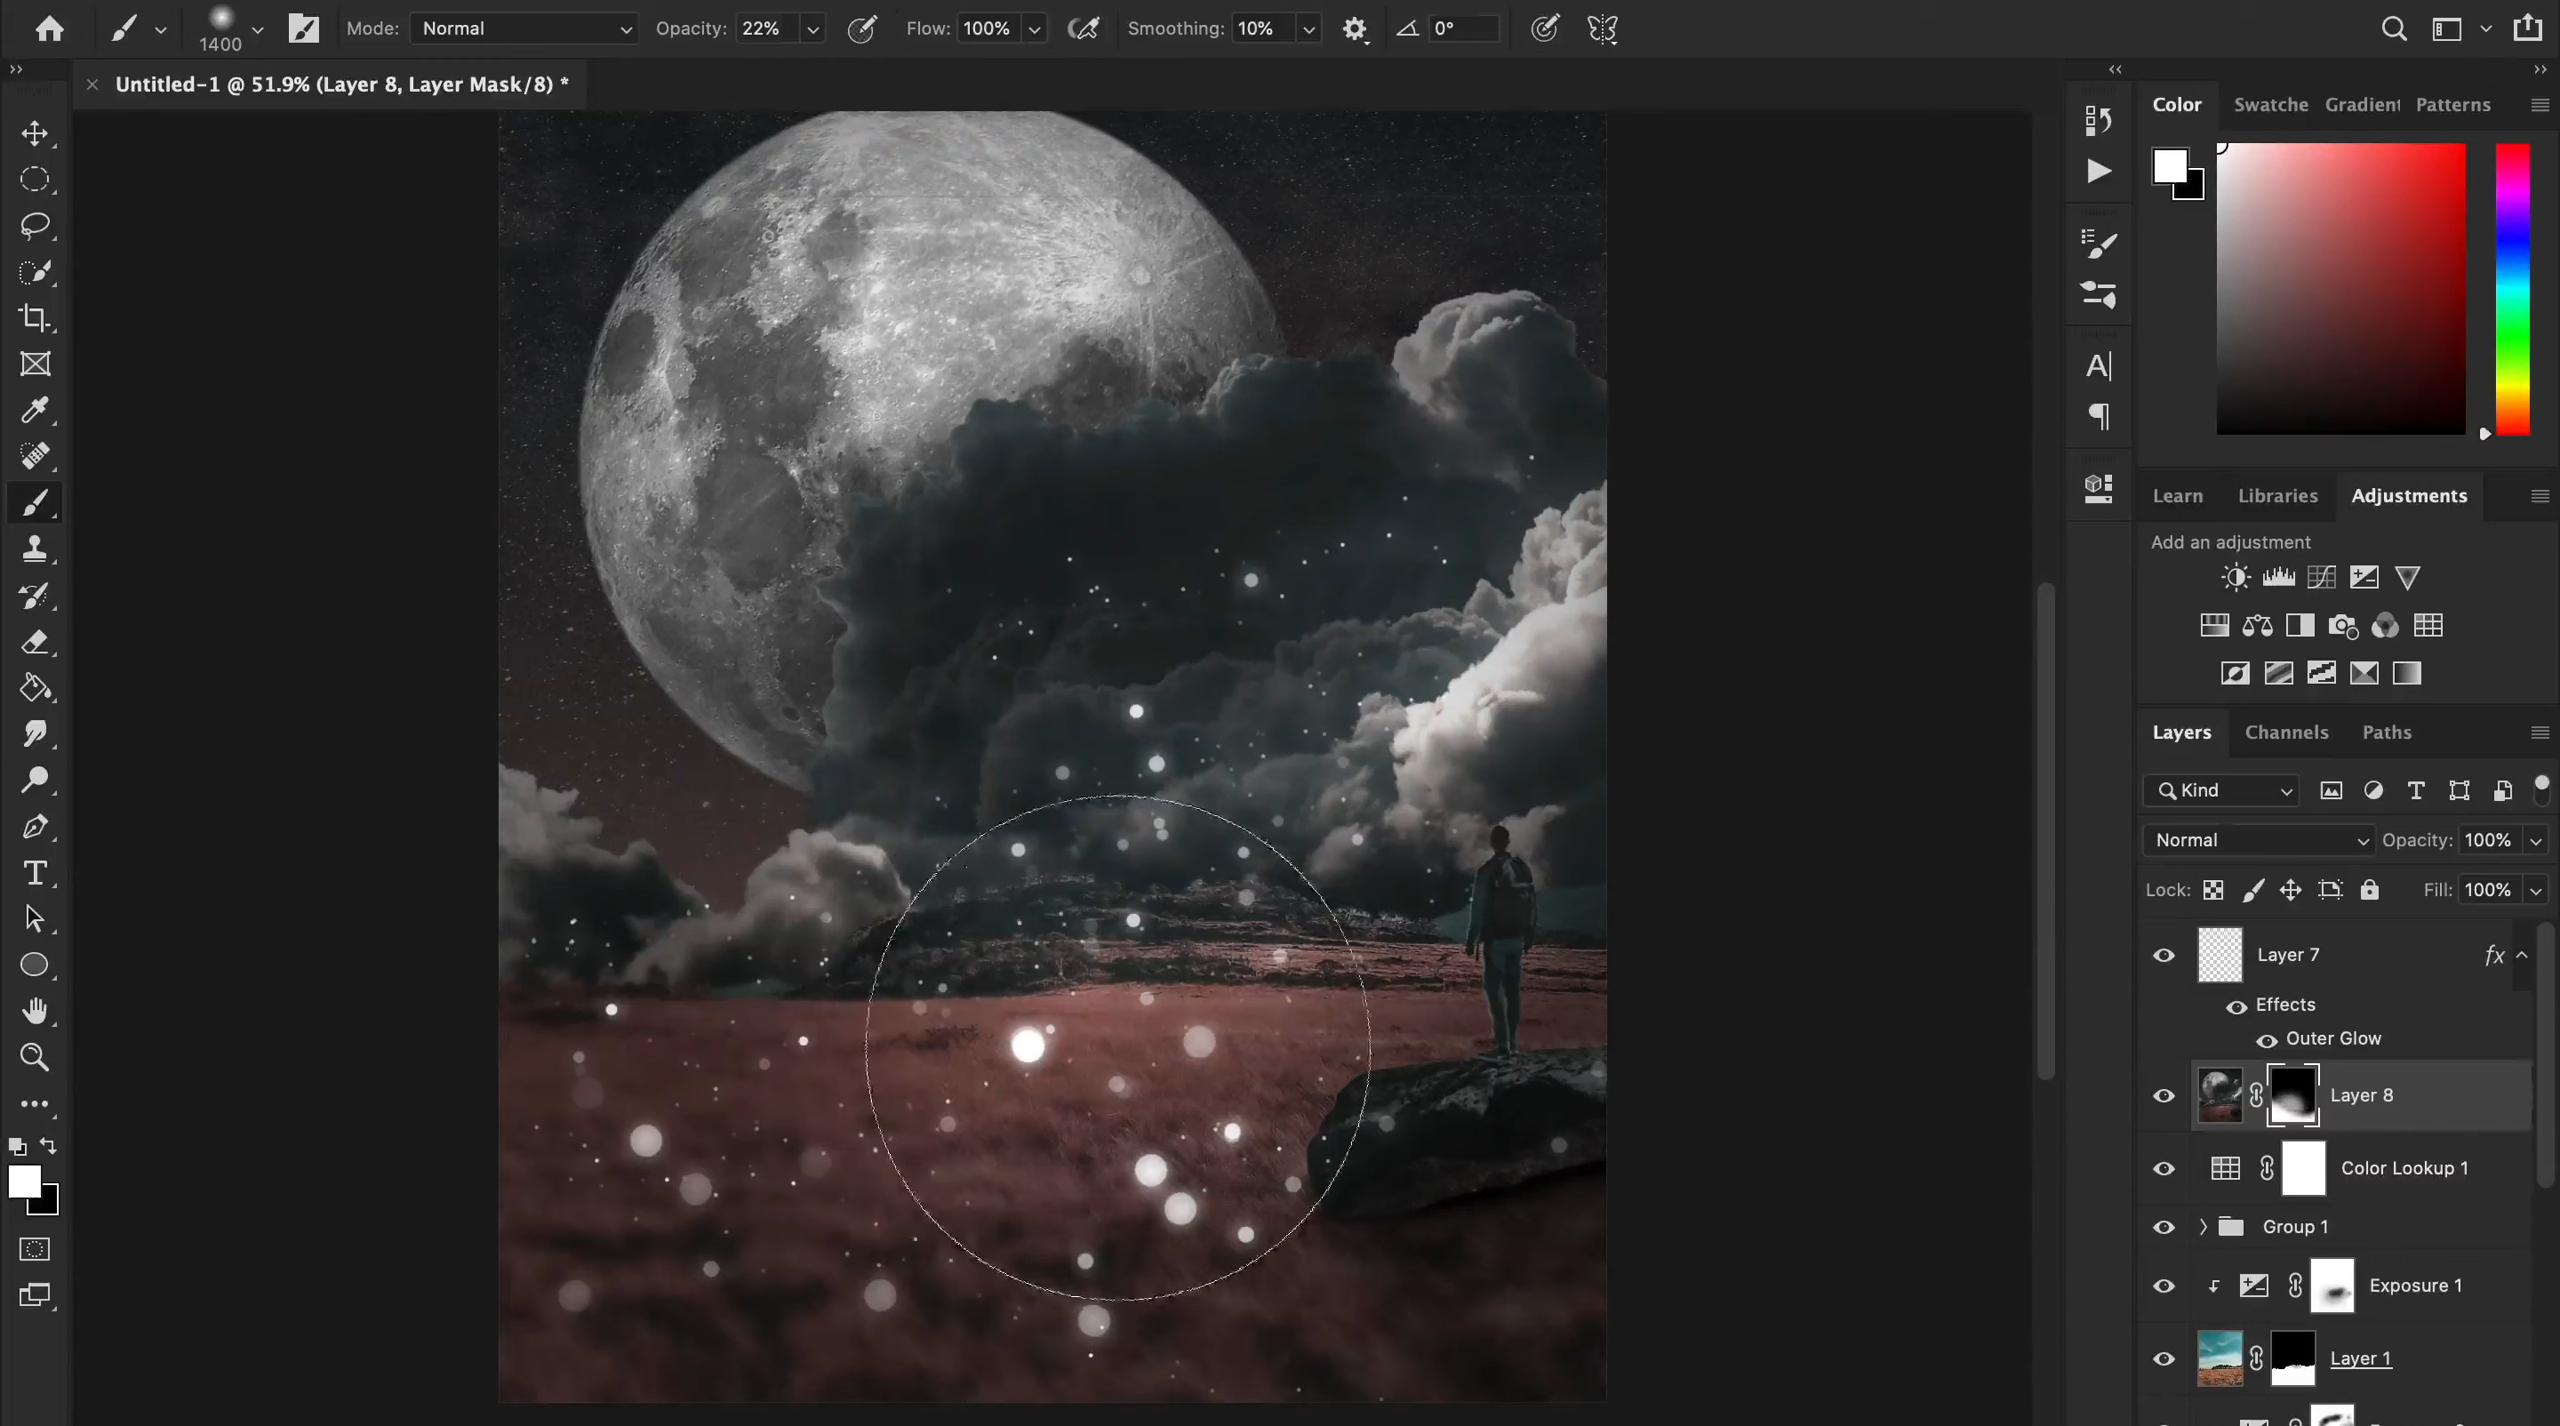 1400 Mode: Normal Opacity: 22% Flow: 100% Smoothing: 10% 0°
Untitled-1 @ 51.9% (Layer 8, Layer Mask/8) *
Color Swatche Gradient Patterns
Learn Libraries Adjustments
Add an adjustment
Layers Channels Paths
Kind
Normal Opacity: 100%
Lock: Fill: 100%
Layer 7 fx
Effects
Outer Glow
Layer 8
Color Lookup 1
Group 1
Exposure 1
Layer 1